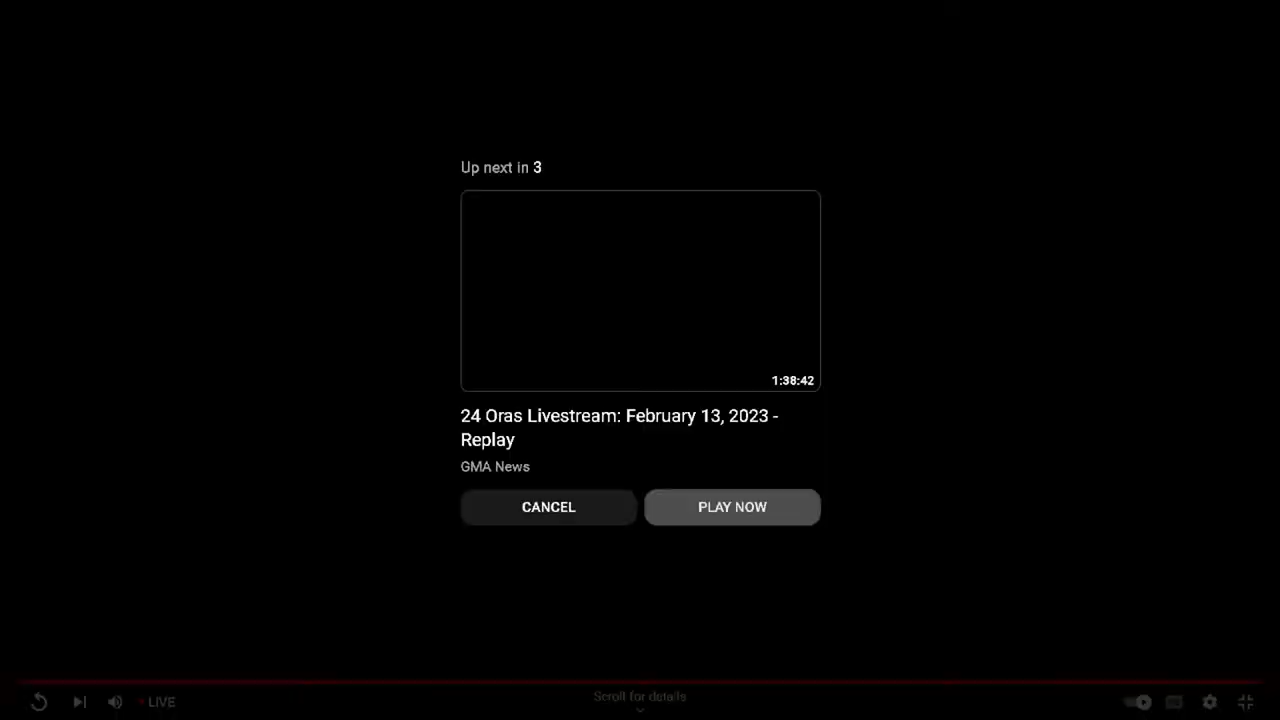 Up next in 3
1:38:42
24 Oras Livestream: February 13, 2023 -
Replay
GMA News
CANCEL
PLAY NOW
LIVE
Scroll for details